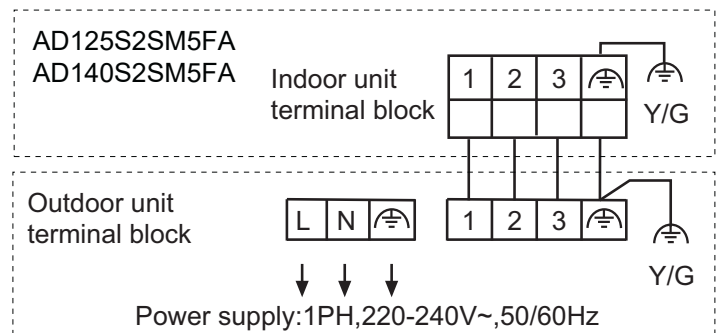 AD125S2SM5FA
AD140S2SM5FA
Indoor unit
terminal block
1 2 3
Y/G
Outdoor unit
terminal block
L N
1 2 3
Y/G
Power supply:1PH,220-240V~,50/60Hz